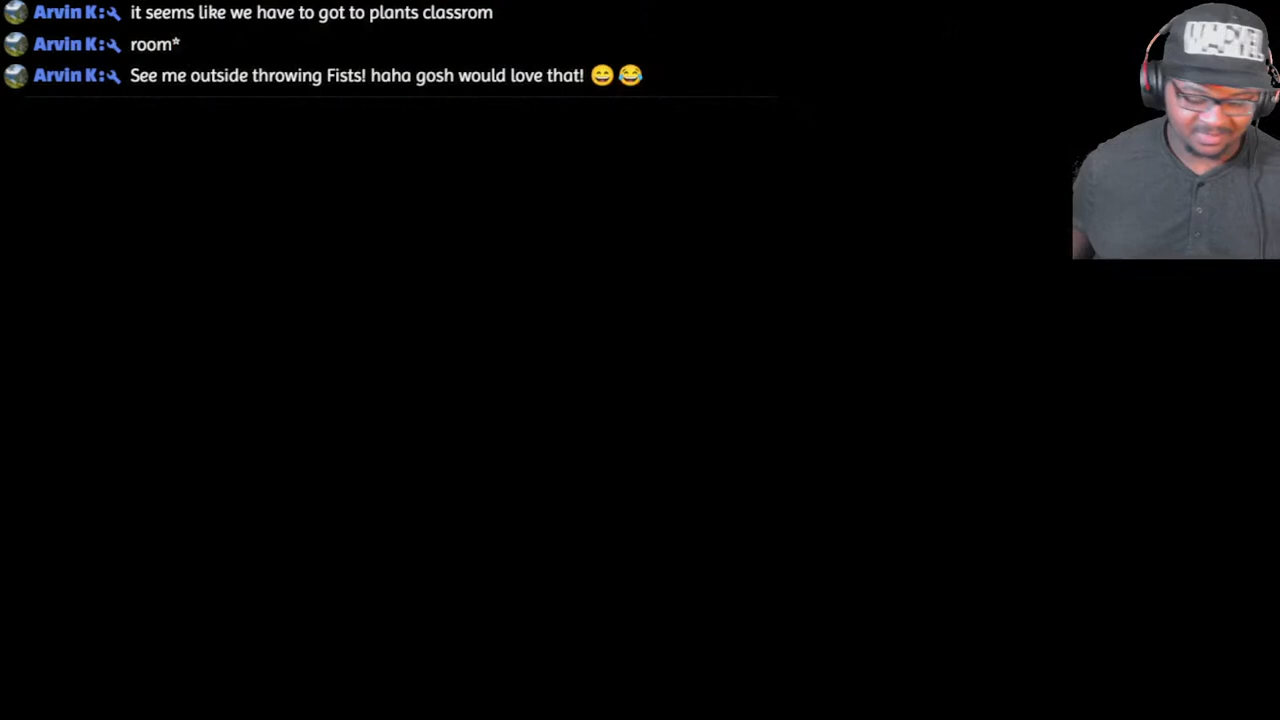 Arvin K: it seems like we have to got to plants classrom
Arvin K: room*
Arvin K: See me outside throwing Fists! haha gosh would love that! 😄😂
MARVEL